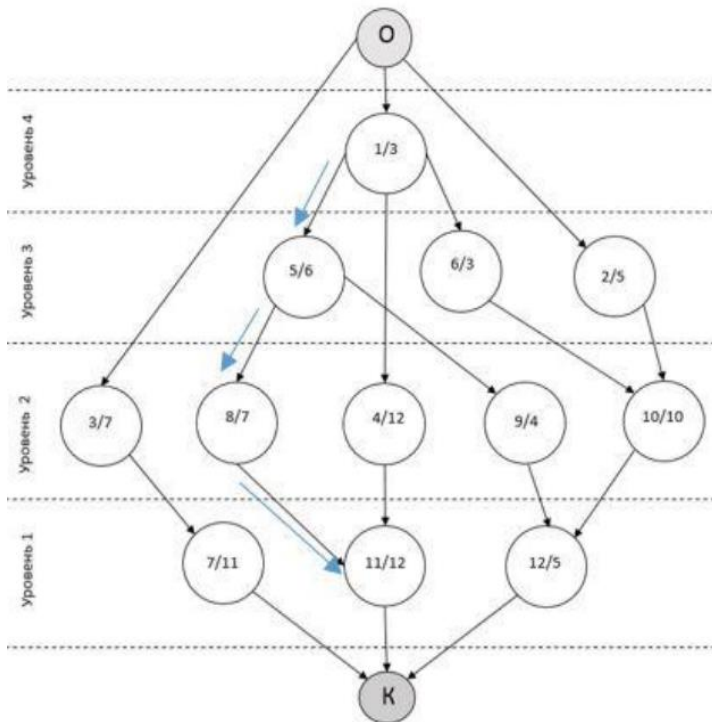 О
Уровень 4
1/3
Уровень 3
5/6
6/3
2/5
Уровень 2
3/7
8/7
4/12
9/4
10/10
Уровень 1
7/11
11/12
12/5
К